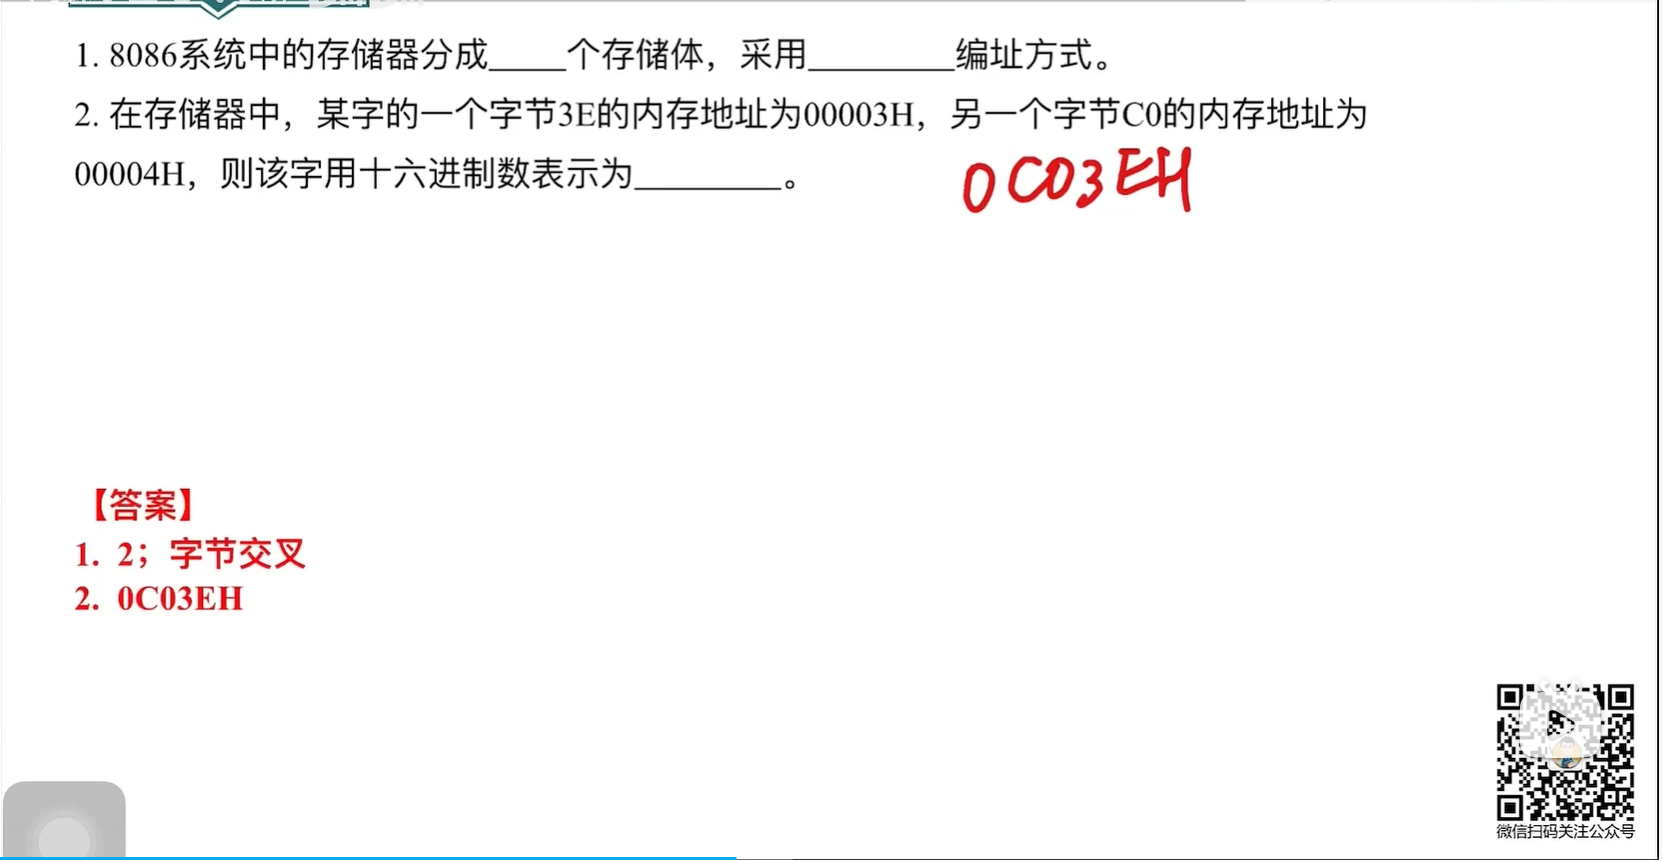 1. 8086系统中的存储器分成_____个存储体，采用_________编址方式。
2. 在存储器中，某字的一个字节3E的内存地址为00003H，另一个字节C0的内存地址为
00004H，则该字用十六进制数表示为_________。
0C03EH
【答案】
1. 2；字节交叉
2. 0C03EH
微信扫码关注公众号